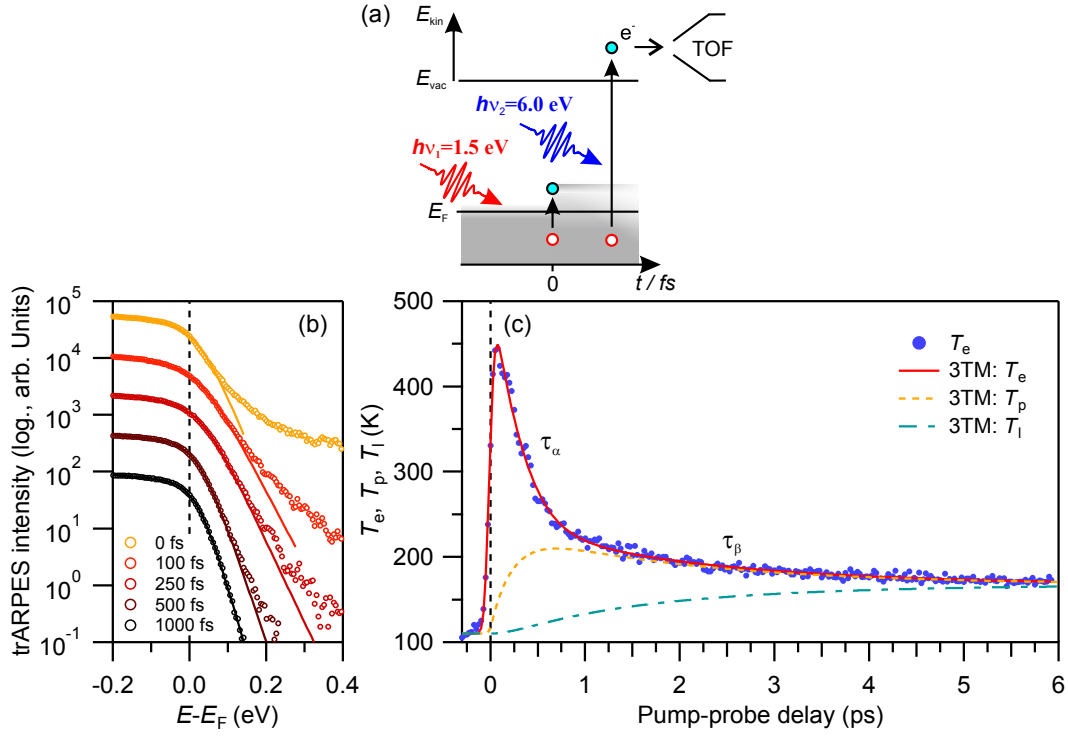 (a)
E_kin
e⁻
TOF
E_vac
hν₂=6.0 eV
hν₁=1.5 eV
E_F
0
t / fs
(b)
trARPES intensity (log., arb. Units)
10⁵
10⁴
10³
10²
10¹
10⁰
10⁻¹
0 fs
100 fs
250 fs
500 fs
1000 fs
-0.2
0.0
0.2
0.4
E-E_F (eV)
(c)
T_e, T_p, T_l (K)
500
400
300
200
100
T_e
3TM: T_e
3TM: T_p
3TM: T_l
τ_α
τ_β
0
1
2
3
4
5
6
Pump-probe delay (ps)